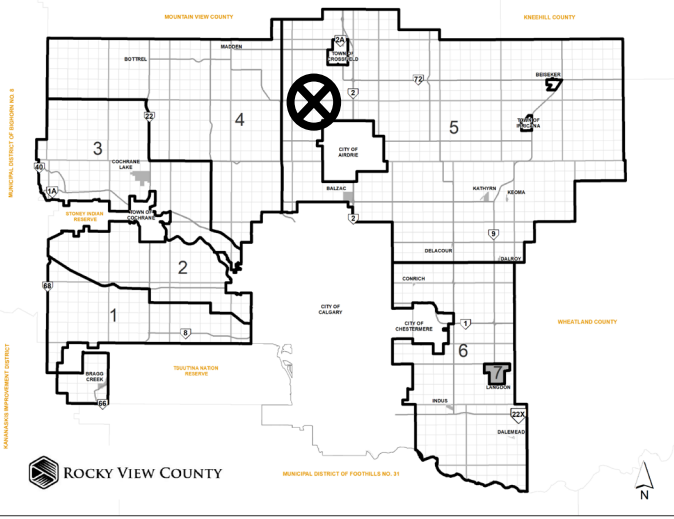 MOUNTAIN VIEW COUNTY
KNEEHILL COUNTY
MADDEN
2A
TOWN OF
CROSSFIELD
BOTTREL
72
BEISEKER
2
MUNICIPAL DISTRICT OF BIGHORN NO. 8
22
4
5
TOWN OF
IRRICANA
3
CITY OF
AIRDRIE
COCHRANE
LAKE
40
1A
BALZAC
KATHYRN
KEOMA
STONEY INDIAN
RESERVE
TOWN OF
COCHRANE
2
9
DELACOUR
DALROY
2
CONRICH
68
1
CITY OF
CALGARY
CITY OF
CHESTERMERE
1
WHEATLAND COUNTY
8
6
KANANASKIS IMPROVEMENT DISTRICT
BRAGG
CREEK
TSUUT'INA NATION
RESERVE
7
LANGDON
66
INDUS
22X
DALEMEAD
ROCKY VIEW COUNTY
MUNICIPAL DISTRICT OF FOOTHILLS NO. 31
N